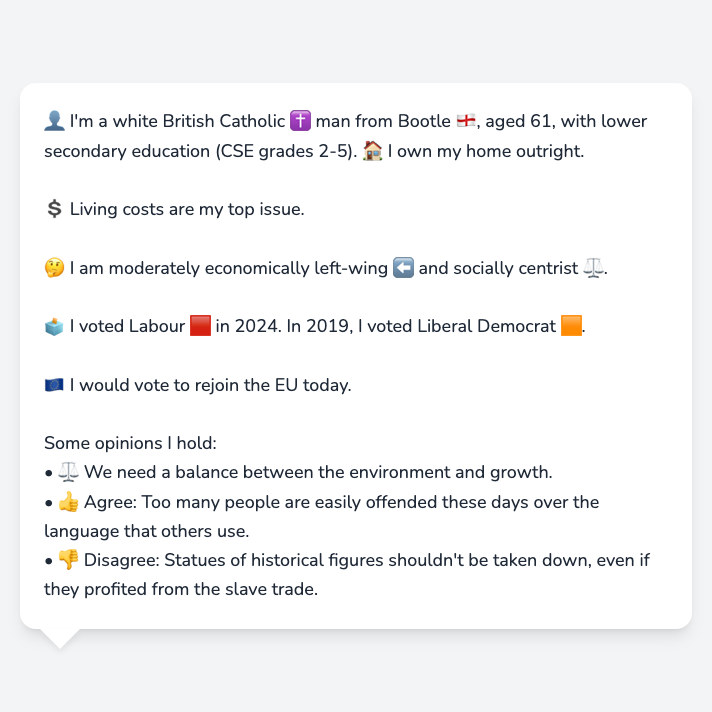 👤 I'm a white British Catholic ✝️ man from Bootle 🏴󠁧󠁢󠁥󠁮󠁧󠁿, aged 61, with lower
secondary education (CSE grades 2-5). 🏠 I own my home outright.
💲 Living costs are my top issue.
🤔 I am moderately economically left-wing ⬅️ and socially centrist ⚖️.
🗳️ I voted Labour 🟥 in 2024. In 2019, I voted Liberal Democrat 🟧.
🇪🇺 I would vote to rejoin the EU today.
Some opinions I hold:
• ⚖️ We need a balance between the environment and growth.
• 👍 Agree: Too many people are easily offended these days over the
language that others use.
• 👎 Disagree: Statues of historical figures shouldn't be taken down, even if
they profited from the slave trade.